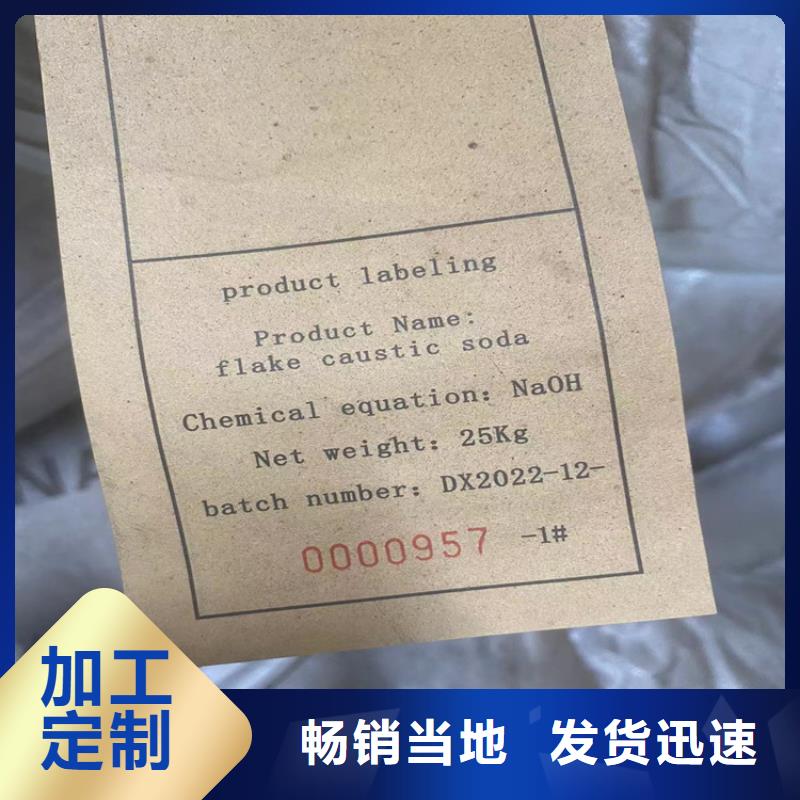 product labeling
Product Name:
flake caustic soda
Chemical equation: NaOH
Net weight: 25Kg
batch number: DX2022-12-
0000957 -1#
NA
加工
定制
畅销当地 发货迅速